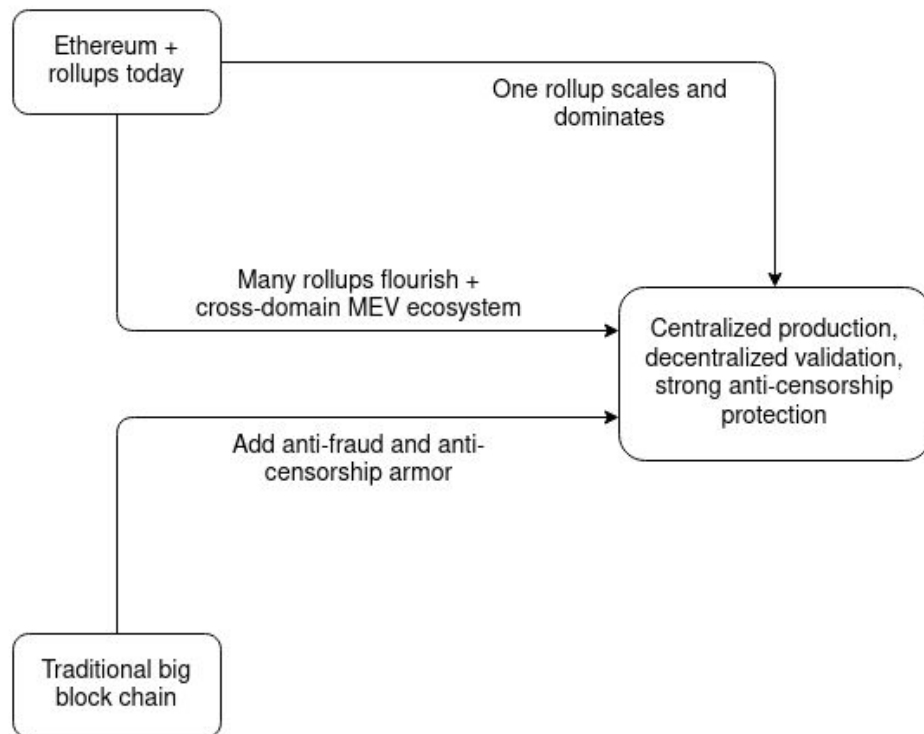 Ethereum +
rollups today
One rollup scales and
dominates
Many rollups flourish +
cross-domain MEV ecosystem
Centralized production,
decentralized validation,
strong anti-censorship
protection
Add anti-fraud and anti-
censorship armor
Traditional big
block chain